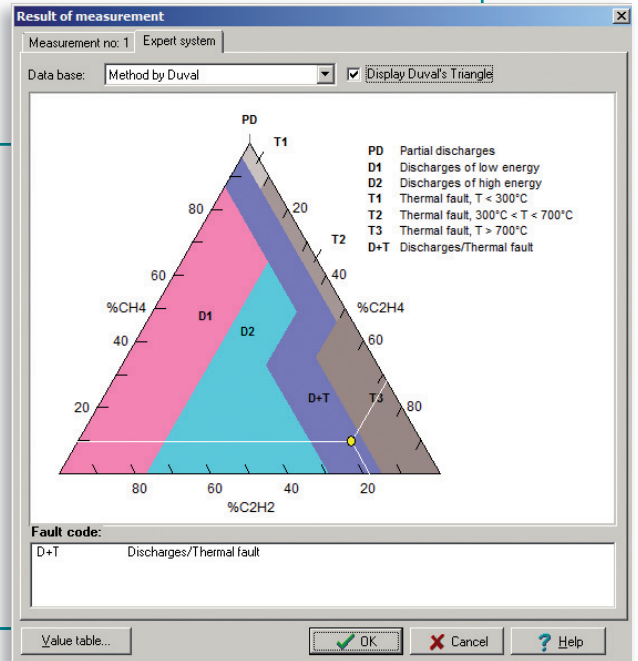 Result of measurement
Measurement no: 1 Expert system
Data base: Method by Duval Display Duval's Triangle
PD
T1
PD Partial discharges
D1 Discharges of low energy
D2 Discharges of high energy
T1 Thermal fault, T < 300°C
T2 Thermal fault, 300°C < T < 700°C
T3 Thermal fault, T > 700°C
D+T Discharges/Thermal fault
80 20
T2
60 40
%CH4 %C2H4
D1
D2
40 60
D+T T3
20 80
80 60 40 20
%C2H2
Fault code:
D+T Discharges/Thermal fault
Value table... OK Cancel Help